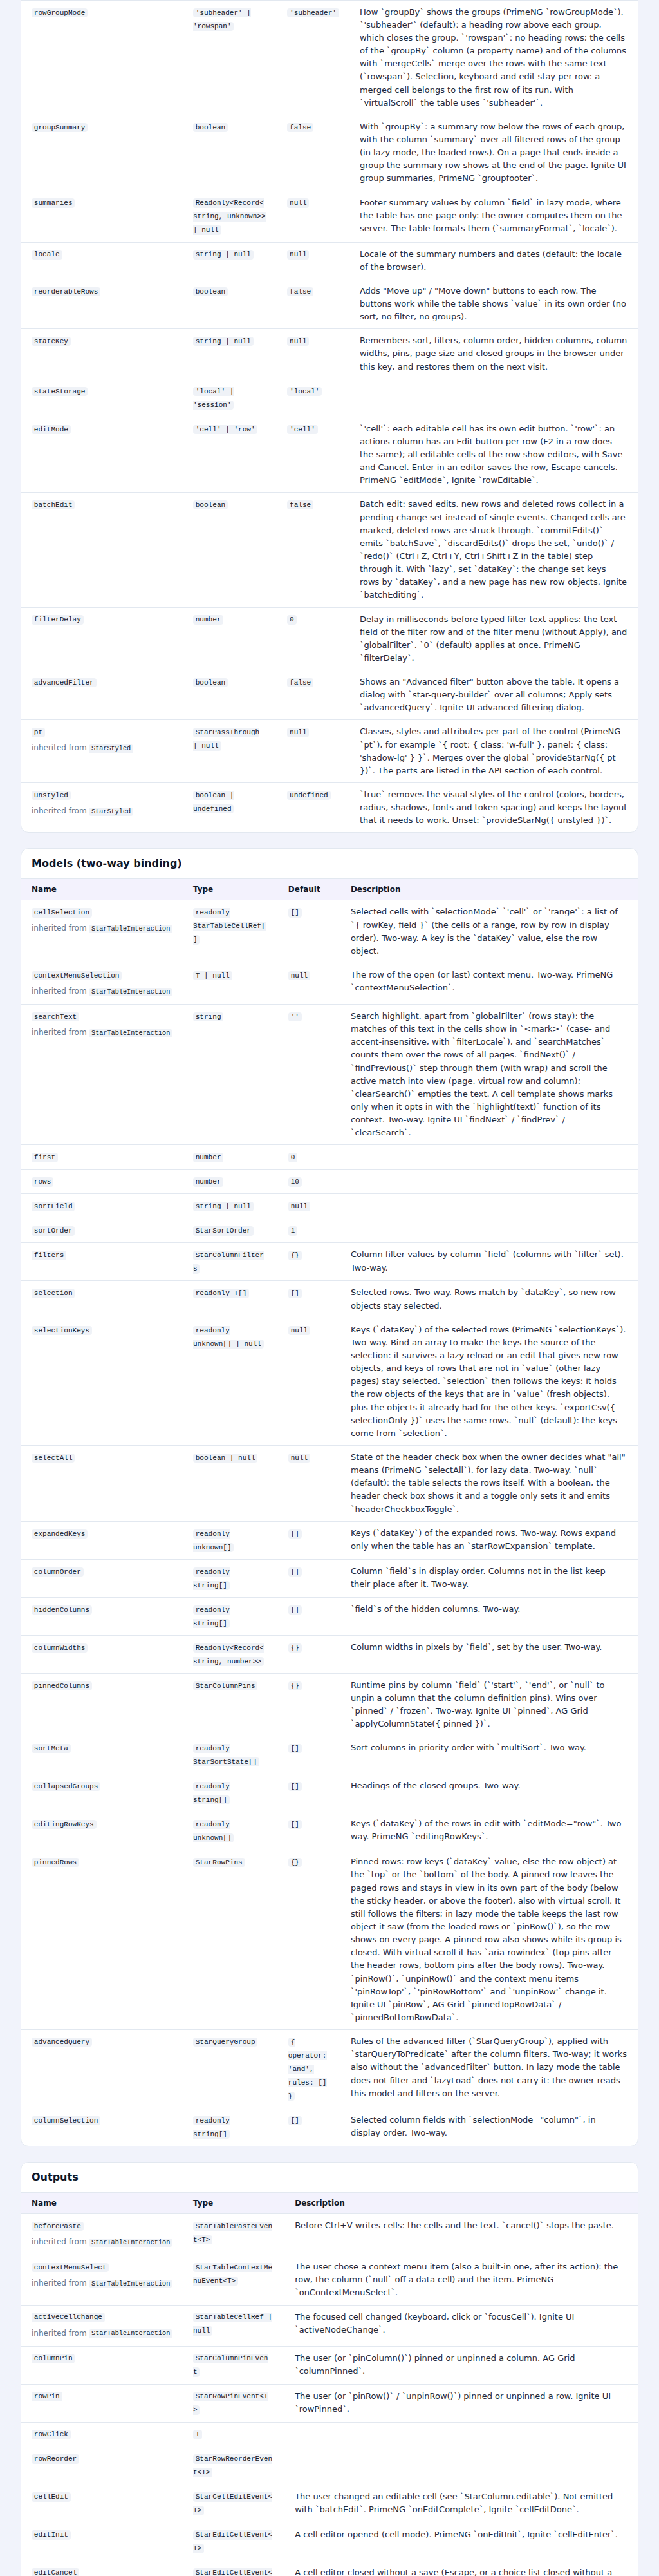 rowGroupMode 'subheader' | 'subheader' How `groupBy` shows the groups (PrimeNG `rowGroupMode`).
'rowspan' `'subheader'` (default): a heading row above each group,
which closes the group. `'rowspan'`: no heading rows; the cells
of the `groupBy` column (a property name) and of the columns
with `mergeCells` merge over the rows with the same text
(`rowspan`). Selection, keyboard and edit stay per row: a
merged cell belongs to the first row of its run. With
`virtualScroll` the table uses `'subheader'`.
groupSummary boolean false With `groupBy`: a summary row below the rows of each group,
with the column `summary` over all filtered rows of the group
(in lazy mode, the loaded rows). On a page that ends inside a
group the summary row shows at the end of the page. Ignite UI
group summaries, PrimeNG `groupfooter`.
summaries Readonly<Record< null Footer summary values by column `field` in lazy mode, where
string, unknown>> the table has one page only: the owner computes them on the
| null server. The table formats them (`summaryFormat`, `locale`).
locale string | null null Locale of the summary numbers and dates (default: the locale
of the browser).
reorderableRows boolean false Adds "Move up" / "Move down" buttons to each row. The
buttons work while the table shows `value` in its own order (no
sort, no filter, no groups).
stateKey string | null null Remembers sort, filters, column order, hidden columns, column
widths, pins, page size and closed groups in the browser under
this key, and restores them on the next visit.
stateStorage 'local' | 'local'
'session'
editMode 'cell' | 'row' 'cell' `'cell'`: each editable cell has its own edit button. `'row'`: an
actions column has an Edit button per row (F2 in a row does
the same); all editable cells of the row show editors, with Save
and Cancel. Enter in an editor saves the row, Escape cancels.
PrimeNG `editMode`, Ignite `rowEditable`.
batchEdit boolean false Batch edit: saved edits, new rows and deleted rows collect in a
pending change set instead of single events. Changed cells are
marked, deleted rows are struck through. `commitEdits()`
emits `batchSave`, `discardEdits()` drops the set, `undo()` /
`redo()` (Ctrl+Z, Ctrl+Y, Ctrl+Shift+Z in the table) step
through it. With `lazy`, set `dataKey`: the change set keys
rows by `dataKey`, and a new page has new row objects. Ignite
`batchEditing`.
filterDelay number 0 Delay in milliseconds before typed filter text applies: the text
field of the filter row and of the filter menu (without Apply), and
`globalFilter`. `0` (default) applies at once. PrimeNG
`filterDelay`.
advancedFilter boolean false Shows an "Advanced filter" button above the table. It opens a
dialog with `star-query-builder` over all columns; Apply sets
`advancedQuery`. Ignite UI advanced filtering dialog.
pt StarPassThrough null Classes, styles and attributes per part of the control (PrimeNG
inherited from StarStyled | null `pt`), for example `{ root: { class: 'w-full' }, panel: { class:
'shadow-lg' } }`. Merges over the global `provideStarNg({ pt
})`. The parts are listed in the API section of each control.
unstyled boolean | undefined `true` removes the visual styles of the control (colors, borders,
inherited from StarStyled undefined radius, shadows, fonts and token spacing) and keeps the layout
that it needs to work. Unset: `provideStarNg({ unstyled })`.
Models (two-way binding)
Name Type Default Description
cellSelection readonly [] Selected cells with `selectionMode` `'cell'` or `'range'`: a list of
inherited from StarTableInteraction StarTableCellRef[ `{ rowKey, field }` (the cells of a range, row by row in display
] order). Two-way. A key is the `dataKey` value, else the row
object.
contextMenuSelection T | null null The row of the open (or last) context menu. Two-way. PrimeNG
inherited from StarTableInteraction `contextMenuSelection`.
searchText string '' Search highlight, apart from `globalFilter` (rows stay): the
inherited from StarTableInteraction matches of this text in the cells show in `<mark>` (case- and
accent-insensitive, with `filterLocale`), and `searchMatches`
counts them over the rows of all pages. `findNext()` /
`findPrevious()` step through them (with wrap) and scroll the
active match into view (page, virtual row and column);
`clearSearch()` empties the text. A cell template shows marks
only when it opts in with the `highlight(text)` function of its
context. Two-way. Ignite UI `findNext` / `findPrev` /
`clearSearch`.
first number 0
rows number 10
sortField string | null null
sortOrder StarSortOrder 1
filters StarColumnFilter {} Column filter values by column `field` (columns with `filter` set).
s Two-way.
selection readonly T[] [] Selected rows. Two-way. Rows match by `dataKey`, so new row
objects stay selected.
selectionKeys readonly null Keys (`dataKey`) of the selected rows (PrimeNG `selectionKeys`).
unknown[] | null Two-way. Bind an array to make the keys the source of the
selection: it survives a lazy reload or an edit that gives new row
objects, and keys of rows that are not in `value` (other lazy
pages) stay selected. `selection` then follows the keys: it holds
the row objects of the keys that are in `value` (fresh objects),
plus the objects it already had for the other keys. `exportCsv({
selectionOnly })` uses the same rows. `null` (default): the keys
come from `selection`.
selectAll boolean | null null State of the header check box when the owner decides what "all"
means (PrimeNG `selectAll`), for lazy data. Two-way. `null`
(default): the table selects the rows itself. With a boolean, the
header check box shows it and a toggle only sets it and emits
`headerCheckboxToggle`.
expandedKeys readonly [] Keys (`dataKey`) of the expanded rows. Two-way. Rows expand
unknown[] only when the table has an `starRowExpansion` template.
columnOrder readonly [] Column `field`s in display order. Columns not in the list keep
string[] their place after it. Two-way.
hiddenColumns readonly [] `field`s of the hidden columns. Two-way.
string[]
columnWidths Readonly<Record< {} Column widths in pixels by `field`, set by the user. Two-way.
string, number>>
pinnedColumns StarColumnPins {} Runtime pins by column `field` (`'start'`, `'end'`, or `null` to
unpin a column that the column definition pins). Wins over
`pinned` / `frozen`. Two-way. Ignite UI `pinned`, AG Grid
`applyColumnState({ pinned })`.
sortMeta readonly [] Sort columns in priority order with `multiSort`. Two-way.
StarSortState[]
collapsedGroups readonly [] Headings of the closed groups. Two-way.
string[]
editingRowKeys readonly [] Keys (`dataKey`) of the rows in edit with `editMode="row"`. Two-
unknown[] way. PrimeNG `editingRowKeys`.
pinnedRows StarRowPins {} Pinned rows: row keys (`dataKey` value, else the row object) at
the `top` or the `bottom` of the body. A pinned row leaves the
paged rows and stays in view in its own part of the body (below
the sticky header, or above the footer), also with virtual scroll. It
still follows the filters; in lazy mode the table keeps the last row
object it saw (from the loaded rows or `pinRow()`), so the row
shows on every page. A pinned row also shows while its group is
closed. With virtual scroll it has `aria-rowindex` (top pins after
the header rows, bottom pins after the body rows). Two-way.
`pinRow()`, `unpinRow()` and the context menu items
`'pinRowTop'`, `'pinRowBottom'` and `'unpinRow'` change it.
Ignite UI `pinRow`, AG Grid `pinnedTopRowData` /
`pinnedBottomRowData`.
advancedQuery StarQueryGroup { Rules of the advanced filter (`StarQueryGroup`), applied with
operator: `starQueryToPredicate` after the column filters. Two-way; it works
'and', also without the `advancedFilter` button. In lazy mode the table
rules: [] does not filter and `lazyLoad` does not carry it: the owner reads
} this model and filters on the server.
columnSelection readonly [] Selected column fields with `selectionMode="column"`, in
string[] display order. Two-way.
Outputs
Name Type Description
beforePaste StarTablePasteEven Before Ctrl+V writes cells: the cells and the text. `cancel()` stops the paste.
inherited from StarTableInteraction t<T>
contextMenuSelect StarTableContextMe The user chose a context menu item (also a built-in one, after its action): the
inherited from StarTableInteraction nuEvent<T> row, the column (`null` off a data cell) and the item. PrimeNG
`onContextMenuSelect`.
activeCellChange StarTableCellRef | The focused cell changed (keyboard, click or `focusCell`). Ignite UI
inherited from StarTableInteraction null `activeNodeChange`.
columnPin StarColumnPinEven The user (or `pinColumn()`) pinned or unpinned a column. AG Grid
t `columnPinned`.
rowPin StarRowPinEvent<T The user (or `pinRow()` / `unpinRow()`) pinned or unpinned a row. Ignite UI
> `rowPinned`.
rowClick T
rowReorder StarRowReorderEven
t<T>
cellEdit StarCellEditEvent< The user changed an editable cell (see `StarColumn.editable`). Not emitted
T> with `batchEdit`. PrimeNG `onEditComplete`, Ignite `cellEditDone`.
editInit StarEditCellEvent< A cell editor opened (cell mode). PrimeNG `onEditInit`, Ignite `cellEditEnter`.
T>
editCancel StarEditCellEvent< A cell editor closed without a save (Escape, or a choice list closed without a